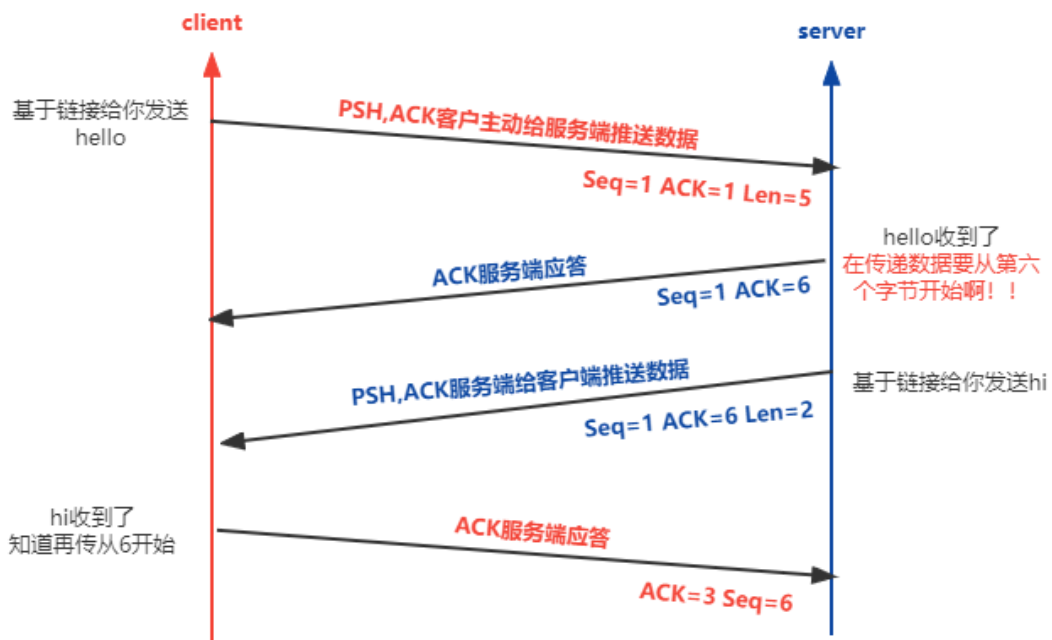 client
server
基于链接给你发送
hello
PSH,ACK客户主动给服务端推送数据
Seq=1 ACK=1 Len=5
hello收到了
在传递数据要从第六
个字节开始啊！！
ACK服务端应答
Seq=1 ACK=6
PSH,ACK服务端给客户端推送数据
基于链接给你发送hi
Seq=1 ACK=6 Len=2
hi收到了
知道再传从6开始
ACK服务端应答
ACK=3 Seq=6